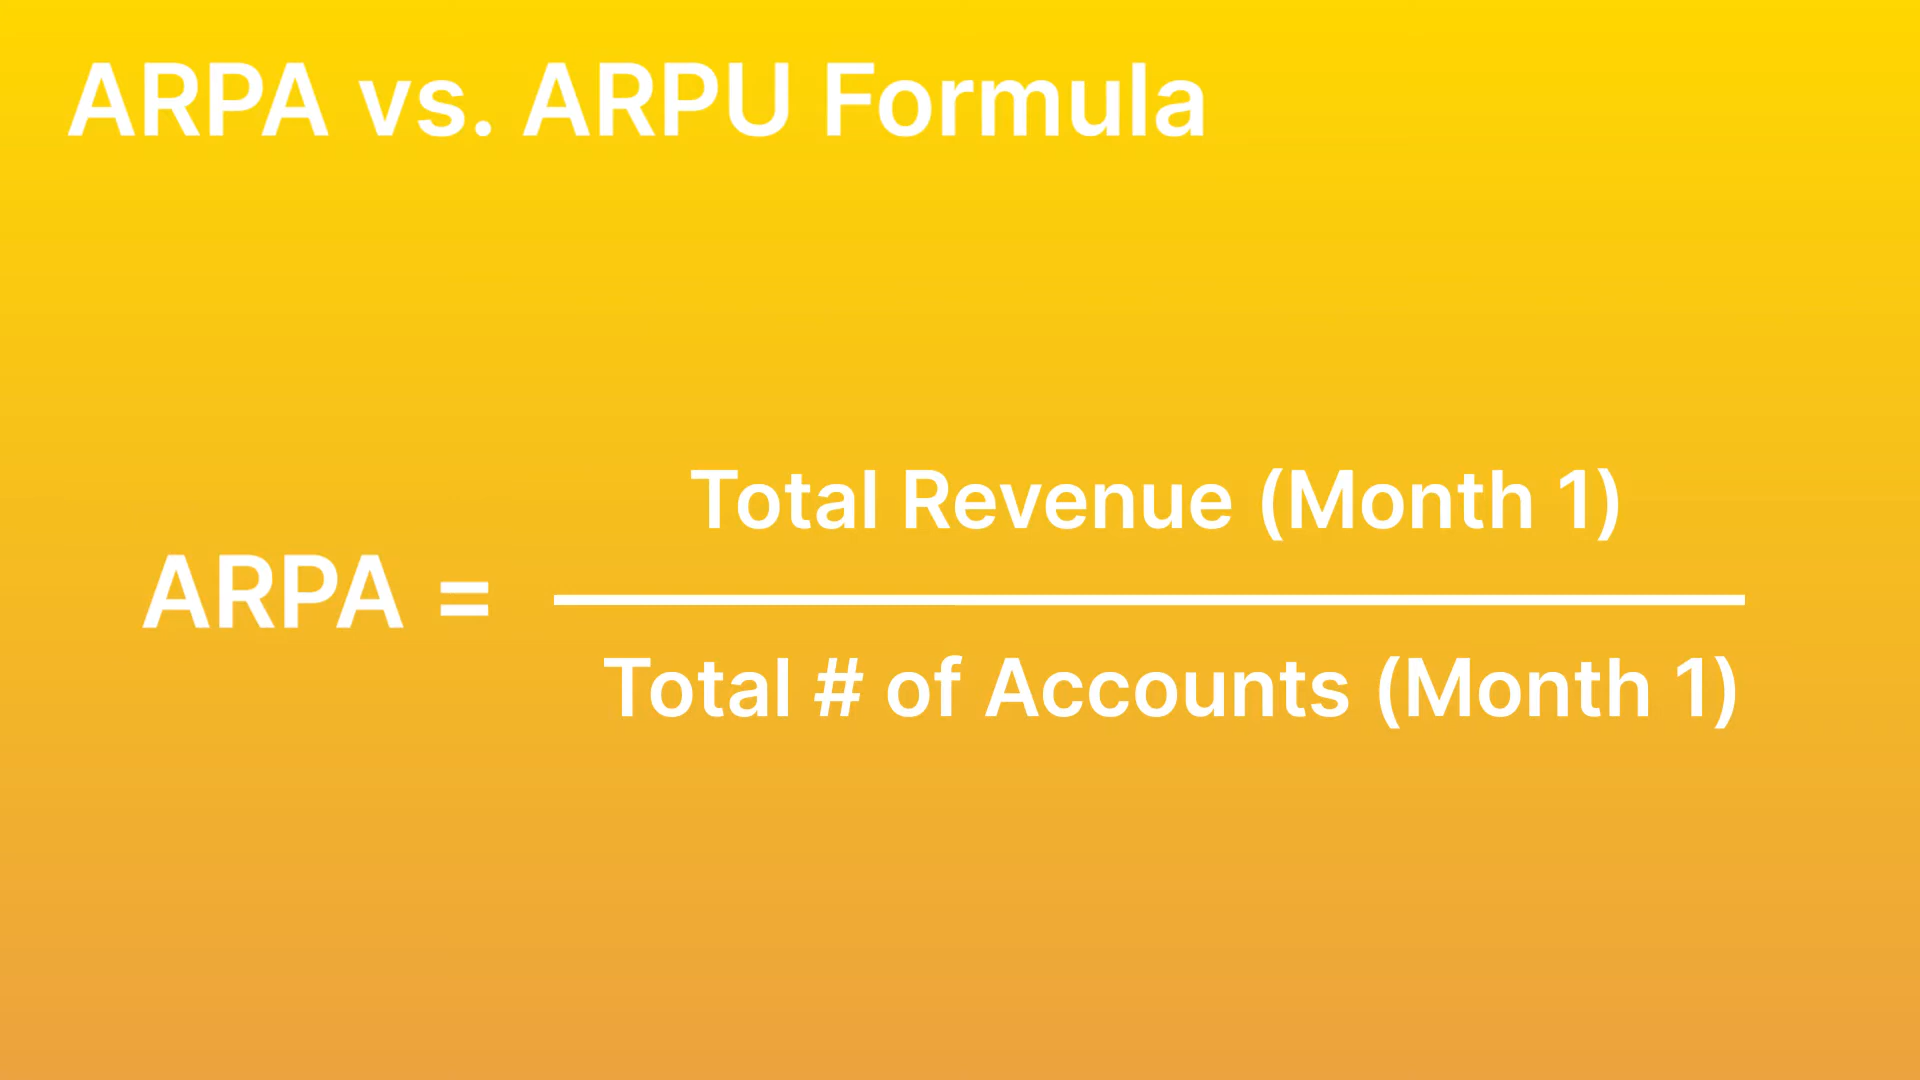 ARPA vs. ARPU Formula
Total Revenue (Month 1)
ARPA =
Total # of Accounts (Month 1)